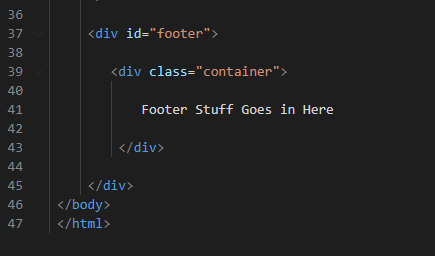 36
37 <div id="footer">
38
39 <div class="container">
40
41 Footer Stuff Goes in Here
42
43 </div>
44
45 </div>
46 </body>
47 </html>